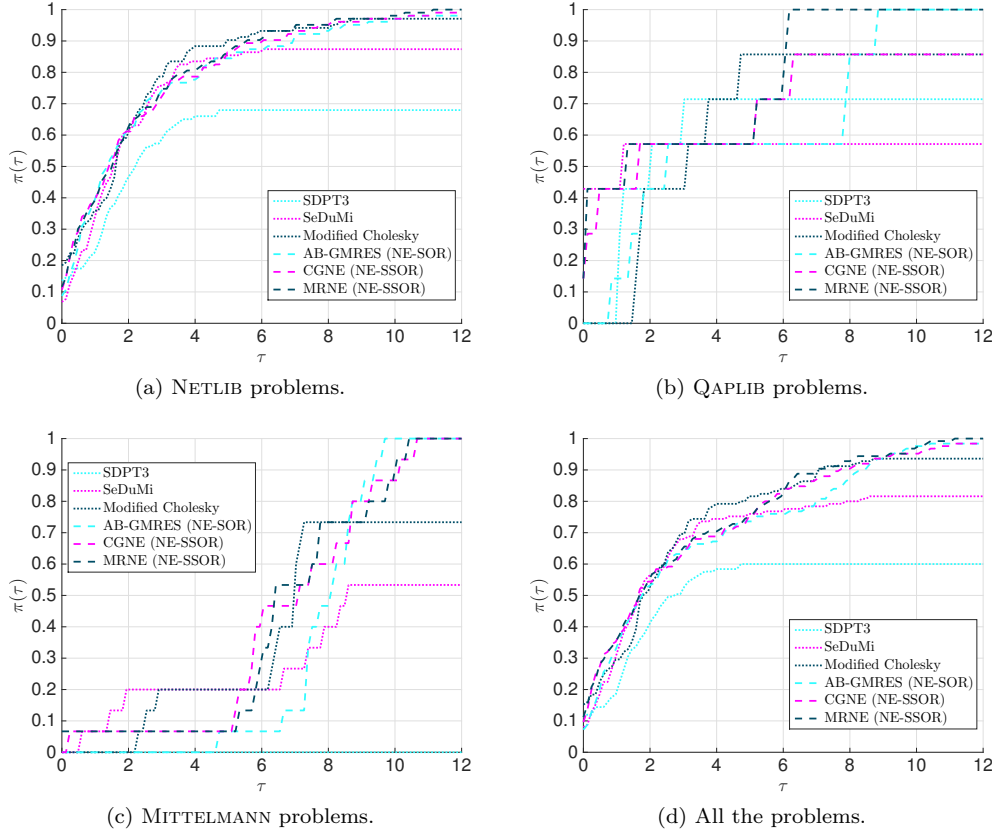 1
0.9
0.8
0.7
0.6
0.5
0.4
0.3
0.2
0.1
0
π(τ)
0 2 4 6 8 10 12
τ
SDPT3
SeDuMi
Modified Cholesky
AB-GMRES (NE-SOR)
CGNE (NE-SSOR)
MRNE (NE-SSOR)
(a) NETLIB problems.
1
0.9
0.8
0.7
0.6
0.5
0.4
0.3
0.2
0.1
0
π(τ)
0 2 4 6 8 10 12
τ
SDPT3
SeDuMi
Modified Cholesky
AB-GMRES (NE-SOR)
CGNE (NE-SSOR)
MRNE (NE-SSOR)
(b) QAPLIB problems.
1
0.9
0.8
0.7
0.6
0.5
0.4
0.3
0.2
0.1
0
π(τ)
0 2 4 6 8 10 12
τ
SDPT3
SeDuMi
Modified Cholesky
AB-GMRES (NE-SOR)
CGNE (NE-SSOR)
MRNE (NE-SSOR)
(c) MITTELMANN problems.
1
0.9
0.8
0.7
0.6
0.5
0.4
0.3
0.2
0.1
0
π(τ)
0 2 4 6 8 10 12
τ
SDPT3
SeDuMi
Modified Cholesky
AB-GMRES (NE-SOR)
CGNE (NE-SSOR)
MRNE (NE-SSOR)
(d) All the problems.